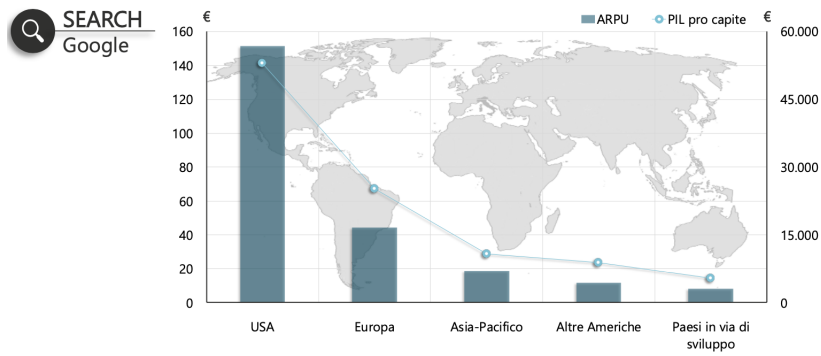 SEARCH
Google
€
ARPU
PIL pro capite
€
160
60.000
140
120
45.000
100
80
30.000
60
40
15.000
20
0
0
USA
Europa
Asia-Pacifico
Altre Americhe
Paesi in via di
sviluppo